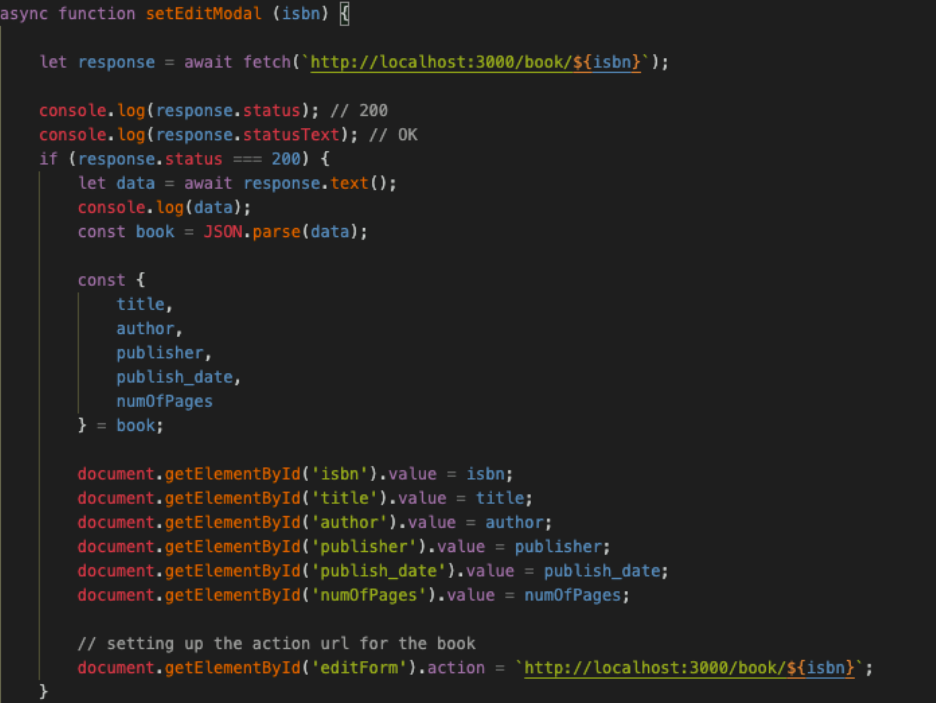 async function setEditModal (isbn) {
let response = await fetch(`http://localhost:3000/book/${isbn}`);
console.log(response.status); // 200
console.log(response.statusText); // OK
if (response.status === 200) {
let data = await response.text();
console.log(data);
const book = JSON.parse(data);
const {
title,
author,
publisher,
publish_date,
numOfPages
} = book;
document.getElementById('isbn').value = isbn;
document.getElementById('title').value = title;
document.getElementById('author').value = author;
document.getElementById('publisher').value = publisher;
document.getElementById('publish_date').value = publish_date;
document.getElementById('numOfPages').value = numOfPages;
// setting up the action url for the book
document.getElementById('editForm').action = `http://localhost:3000/book/${isbn}`;
}